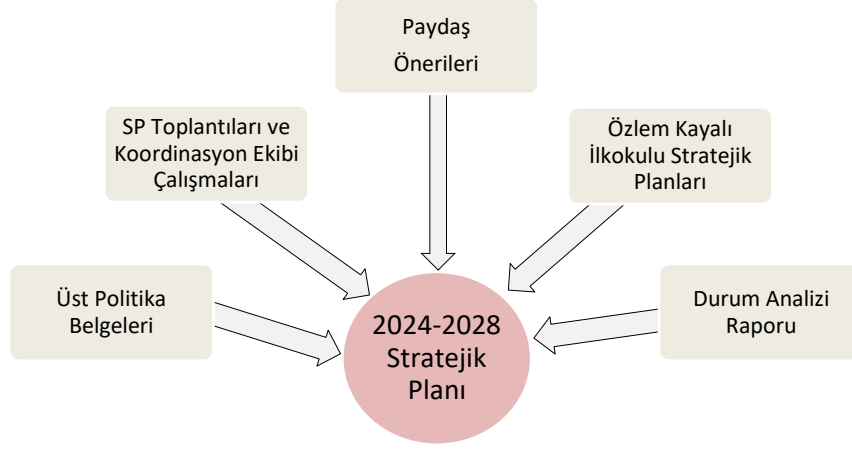 Paydaş
Önerileri
SP Toplantıları ve
Koordinasyon Ekibi
Çalışmaları
Özlem Kayalı
İlkokulu Stratejik
Planları
Üst Politika
Belgeleri
Durum Analizi
Raporu
2024-2028
Stratejik
Planı